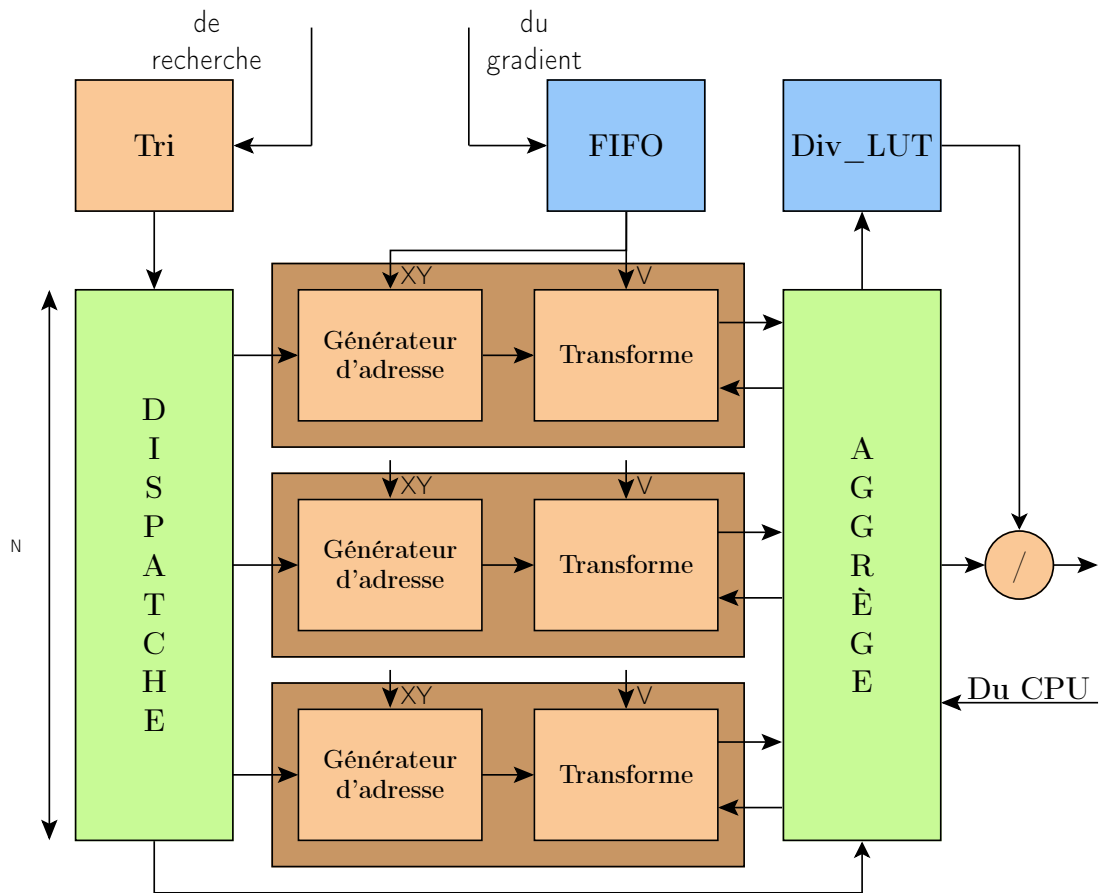 de
recherche
du
gradient
Tri
FIFO
Div_LUT
XY
V
Générateur
d'adresse
Transforme
D
I
S
P
A
T
C
H
E
A
G
G
R
È
G
E
N
XY
V
Générateur
d'adresse
Transforme
/
XY
V
Générateur
d'adresse
Transforme
Du CPU